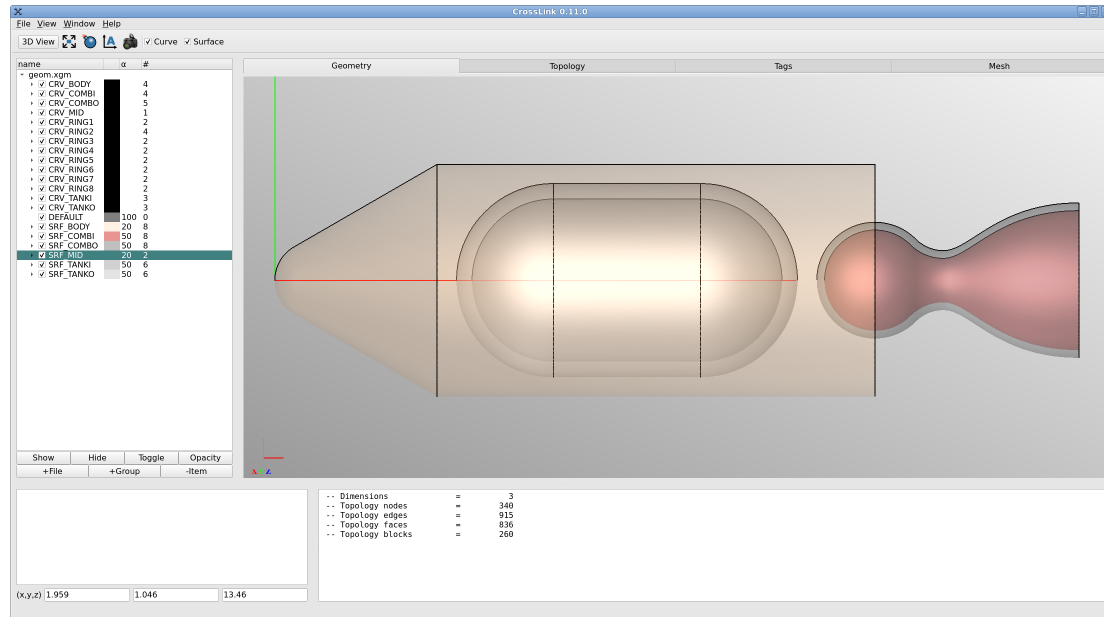 CrossLink 0.11.0
File View Window Help
3D View Curve Surface
name α #
geom.xgm
CRV_BODY 4
CRV_COMBI 4
CRV_COMBO 5
CRV_MID 1
CRV_RING1 2
CRV_RING2 4
CRV_RING3 2
CRV_RING4 2
CRV_RING5 2
CRV_RING6 2
CRV_RING7 2
CRV_RING8 2
CRV_TANKI 3
CRV_TANKO 3
DEFAULT 100 0
SRF_BODY 20 8
SRF_COMBI 50 8
SRF_COMBO 50 8
SRF_MID 20 2
SRF_TANKI 50 6
SRF_TANKO 50 6
Show Hide Toggle Opacity
+File +Group -Item
Geometry Topology Tags Mesh
X Y Z
-- Dimensions = 3
-- Topology nodes = 340
-- Topology edges = 915
-- Topology faces = 836
-- Topology blocks = 260
(x,y,z) 1.959 1.046 13.46